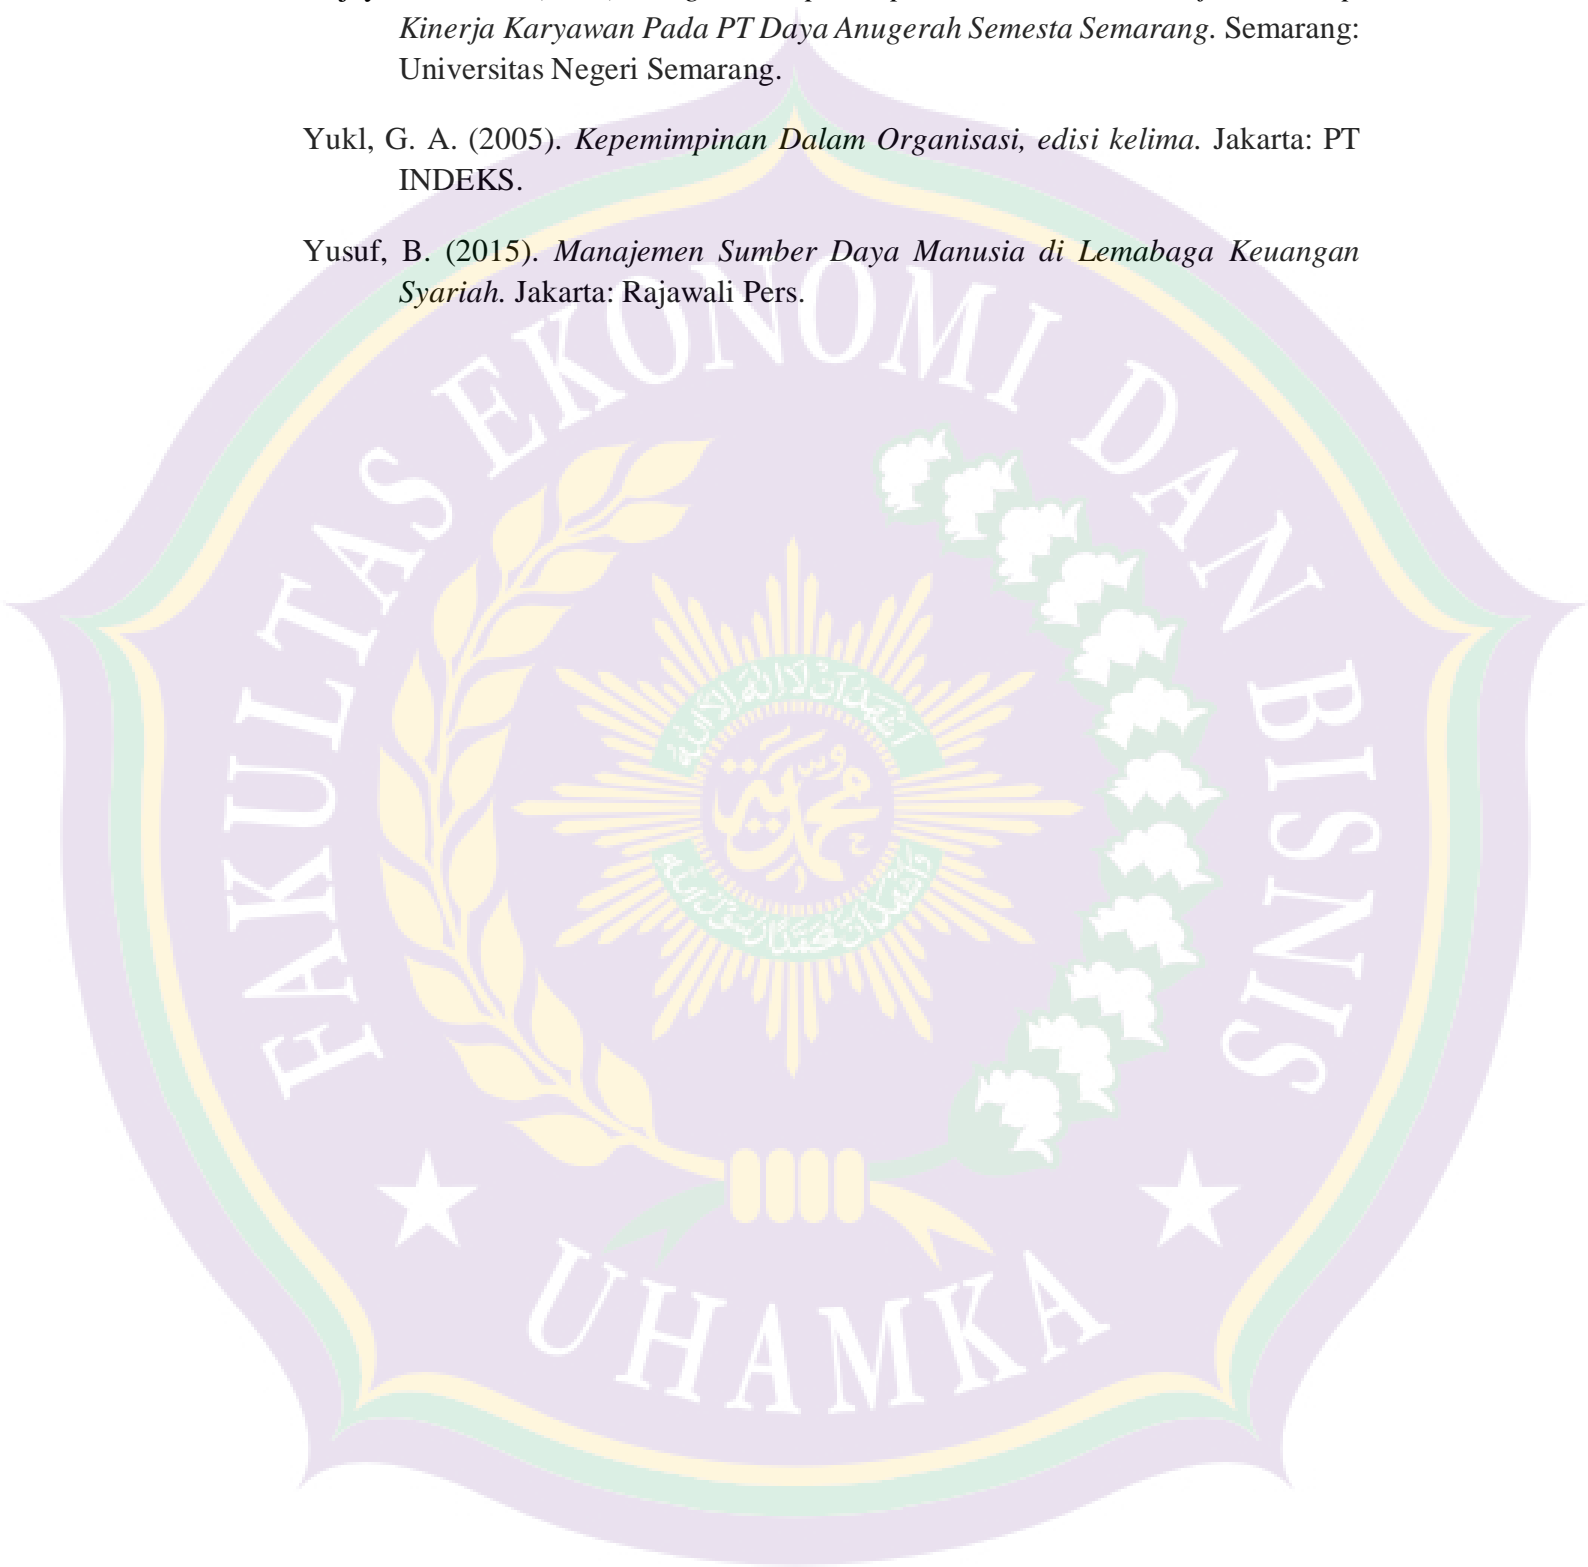 Kinerja Karyawan Pada PT Daya Anugerah Semesta Semarang. Semarang:
Universitas Negeri Semarang.
Yukl, G. A. (2005). Kepemimpinan Dalam Organisasi, edisi kelima. Jakarta: PT
INDEKS.
Yusuf, B. (2015). Manajemen Sumber Daya Manusia di Lemabaga Keuangan
Syariah. Jakarta: Rajawali Pers.
FAKULTAS EKONOMI DAN BISNIS
محمدية
UHAMKA